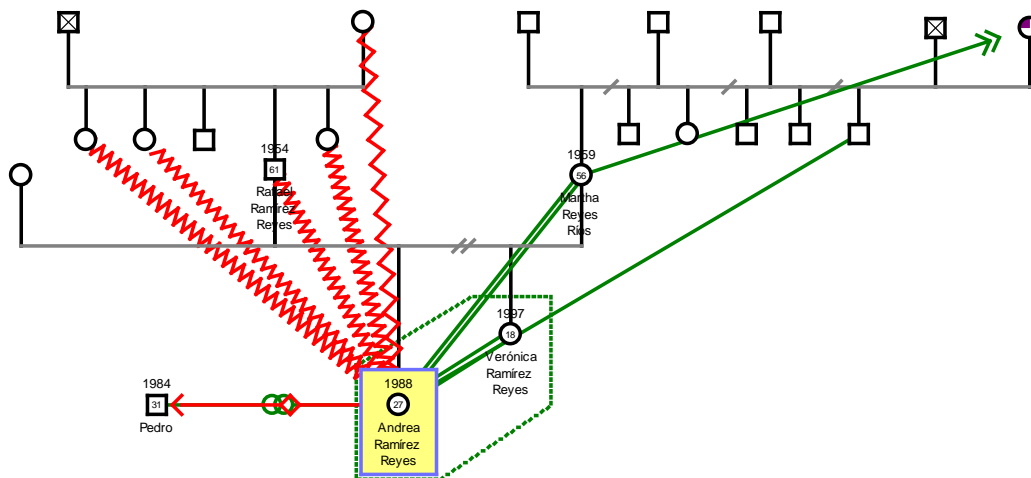 1954
61
Rafael
Ramírez
Reyes
1959
56
Martha
Reyes
Ríos
1997
18
Verónica
Ramírez
Reyes
1984
31
Pedro
1988
27
Andrea
Ramírez
Reyes